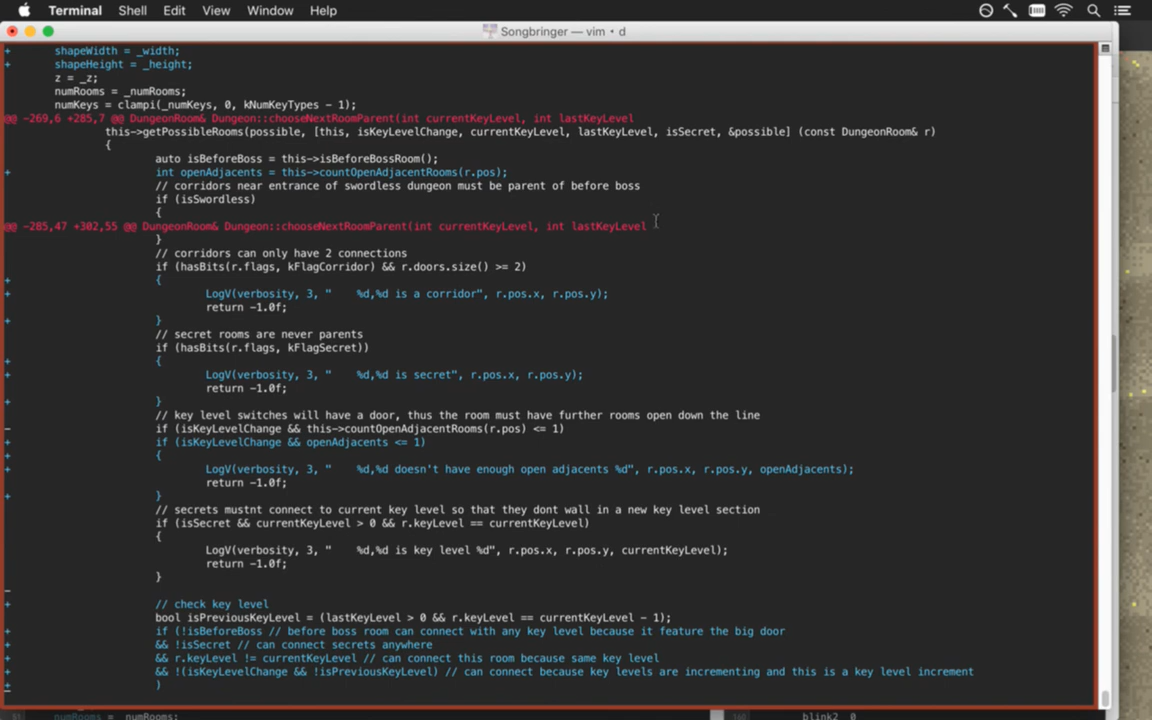 Terminal Shell Edit View Window Help
Songbringer — vim • d
+ shapeWidth = _width;
+ shapeHeight = _height;
z = _z;
numRooms = _numRooms;
numKeys = clampi(_numKeys, 0, kNumKeyTypes - 1);
@@ -269,6 +285,7 @@ DungeonRoom& Dungeon::chooseNextRoomParent(int currentKeyLevel, int lastKeyLevel
this->getPossibleRooms(possible, [this, isKeyLevelChange, currentKeyLevel, lastKeyLevel, isSecret, &possible] (const DungeonRoom& r)
{
auto isBeforeBoss = this->isBeforeBossRoom();
+ int openAdjacents = this->countOpenAdjacentRooms(r.pos);
// corridors near entrance of swordless dungeon must be parent of before boss
if (isSwordless)
{
@@ -285,47 +302,55 @@ DungeonRoom& Dungeon::chooseNextRoomParent(int currentKeyLevel, int lastKeyLevel
}
// corridors can only have 2 connections
if (hasBits(r.flags, kFlagCorridor) && r.doors.size() >= 2)
+ {
+ LogV(verbosity, 3, "    %d,%d is a corridor", r.pos.x, r.pos.y);
return -1.0f;
+ }
// secret rooms are never parents
if (hasBits(r.flags, kFlagSecret))
+ {
+ LogV(verbosity, 3, "    %d,%d is secret", r.pos.x, r.pos.y);
return -1.0f;
+ }
// key level switches will have a door, thus the room must have further rooms open down the line
- if (isKeyLevelChange && this->countOpenAdjacentRooms(r.pos) <= 1)
+ if (isKeyLevelChange && openAdjacents <= 1)
+ {
+ LogV(verbosity, 3, "    %d,%d doesn't have enough open adjacents %d", r.pos.x, r.pos.y, openAdjacents);
return -1.0f;
+ }
// secrets mustnt connect to current key level so that they dont wall in a new key level section
if (isSecret && currentKeyLevel > 0 && r.keyLevel == currentKeyLevel)
{
LogV(verbosity, 3, "    %d,%d is key level %d", r.pos.x, r.pos.y, currentKeyLevel);
return -1.0f;
}
-
+ // check key level
bool isPreviousKeyLevel = (lastKeyLevel > 0 && r.keyLevel == currentKeyLevel - 1);
+ if (!isBeforeBoss // before boss room can connect with any key level because it feature the big door
+ && !isSecret // can connect secrets anywhere
+ && r.keyLevel != currentKeyLevel // can connect this room because same key level
+ && !(isKeyLevelChange && !isPreviousKeyLevel) // can connect because key levels are incrementing and this is a key level increment
+ )
numRooms = _numRooms;
blink2 0